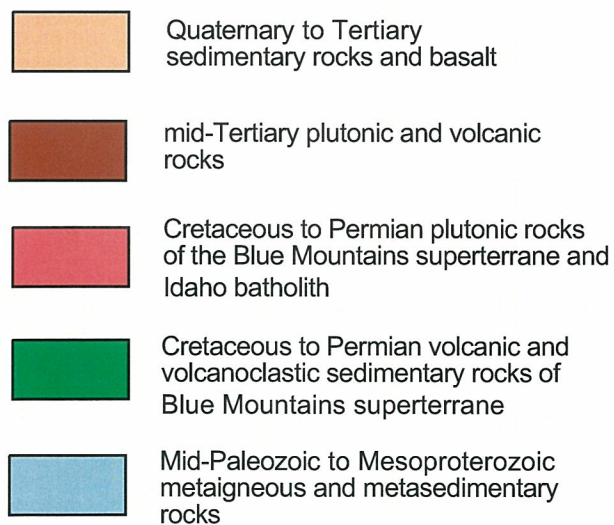 Quaternary to Tertiary
sedimentary rocks and basalt
mid-Tertiary plutonic and volcanic
rocks
Cretaceous to Permian plutonic rocks
of the Blue Mountains superterrane and
Idaho batholith
Cretaceous to Permian volcanic and
volcanoclastic sedimentary rocks of
Blue Mountains superterrane
Mid-Paleozoic to Mesoproterozoic
metaigneous and metasedimentary
rocks